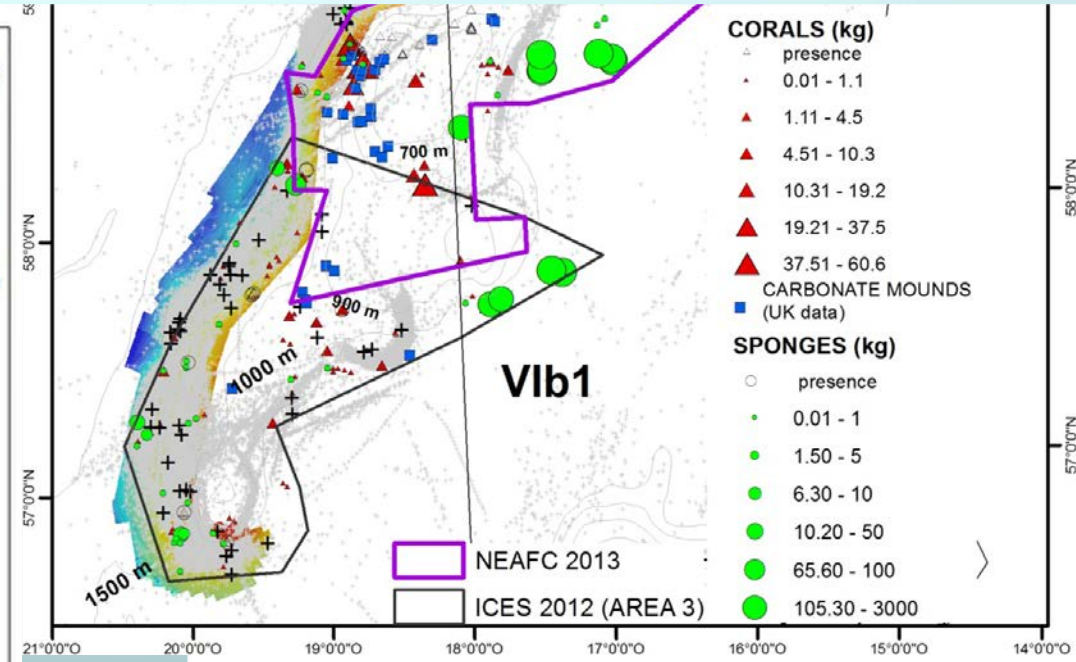 CORALS (kg)
presence
0.01 - 1.1
1.11 - 4.5
4.51 - 10.3
10.31 - 19.2
19.21 - 37.5
37.51 - 60.6
CARBONATE MOUNDS
(UK data)
SPONGES (kg)
presence
0.01 - 1
1.50 - 5
6.30 - 10
10.20 - 50
65.60 - 100
105.30 - 3000
700 m
900 m
1000 m
1500 m
VIb1
NEAFC 2013
ICES 2012 (AREA 3)
58°0'0"N
57°0'0"N
58°0'0"N
57°0'0"N
21°0'0"O
20°0'0"O
19°0'0"O
18°0'0"O
17°0'0"O
16°0'0"O
15°0'0"O
14°0'0"O